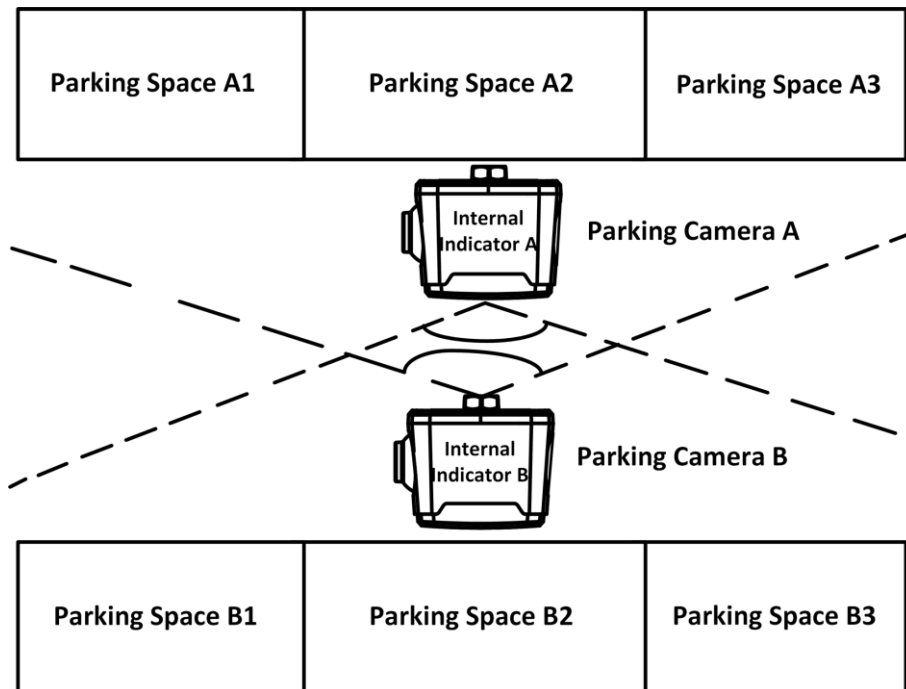 Parking Space A1
Parking Space A2
Parking Space A3
Internal
Indicator A
Parking Camera A
Internal
Indicator B
Parking Camera B
Parking Space B1
Parking Space B2
Parking Space B3